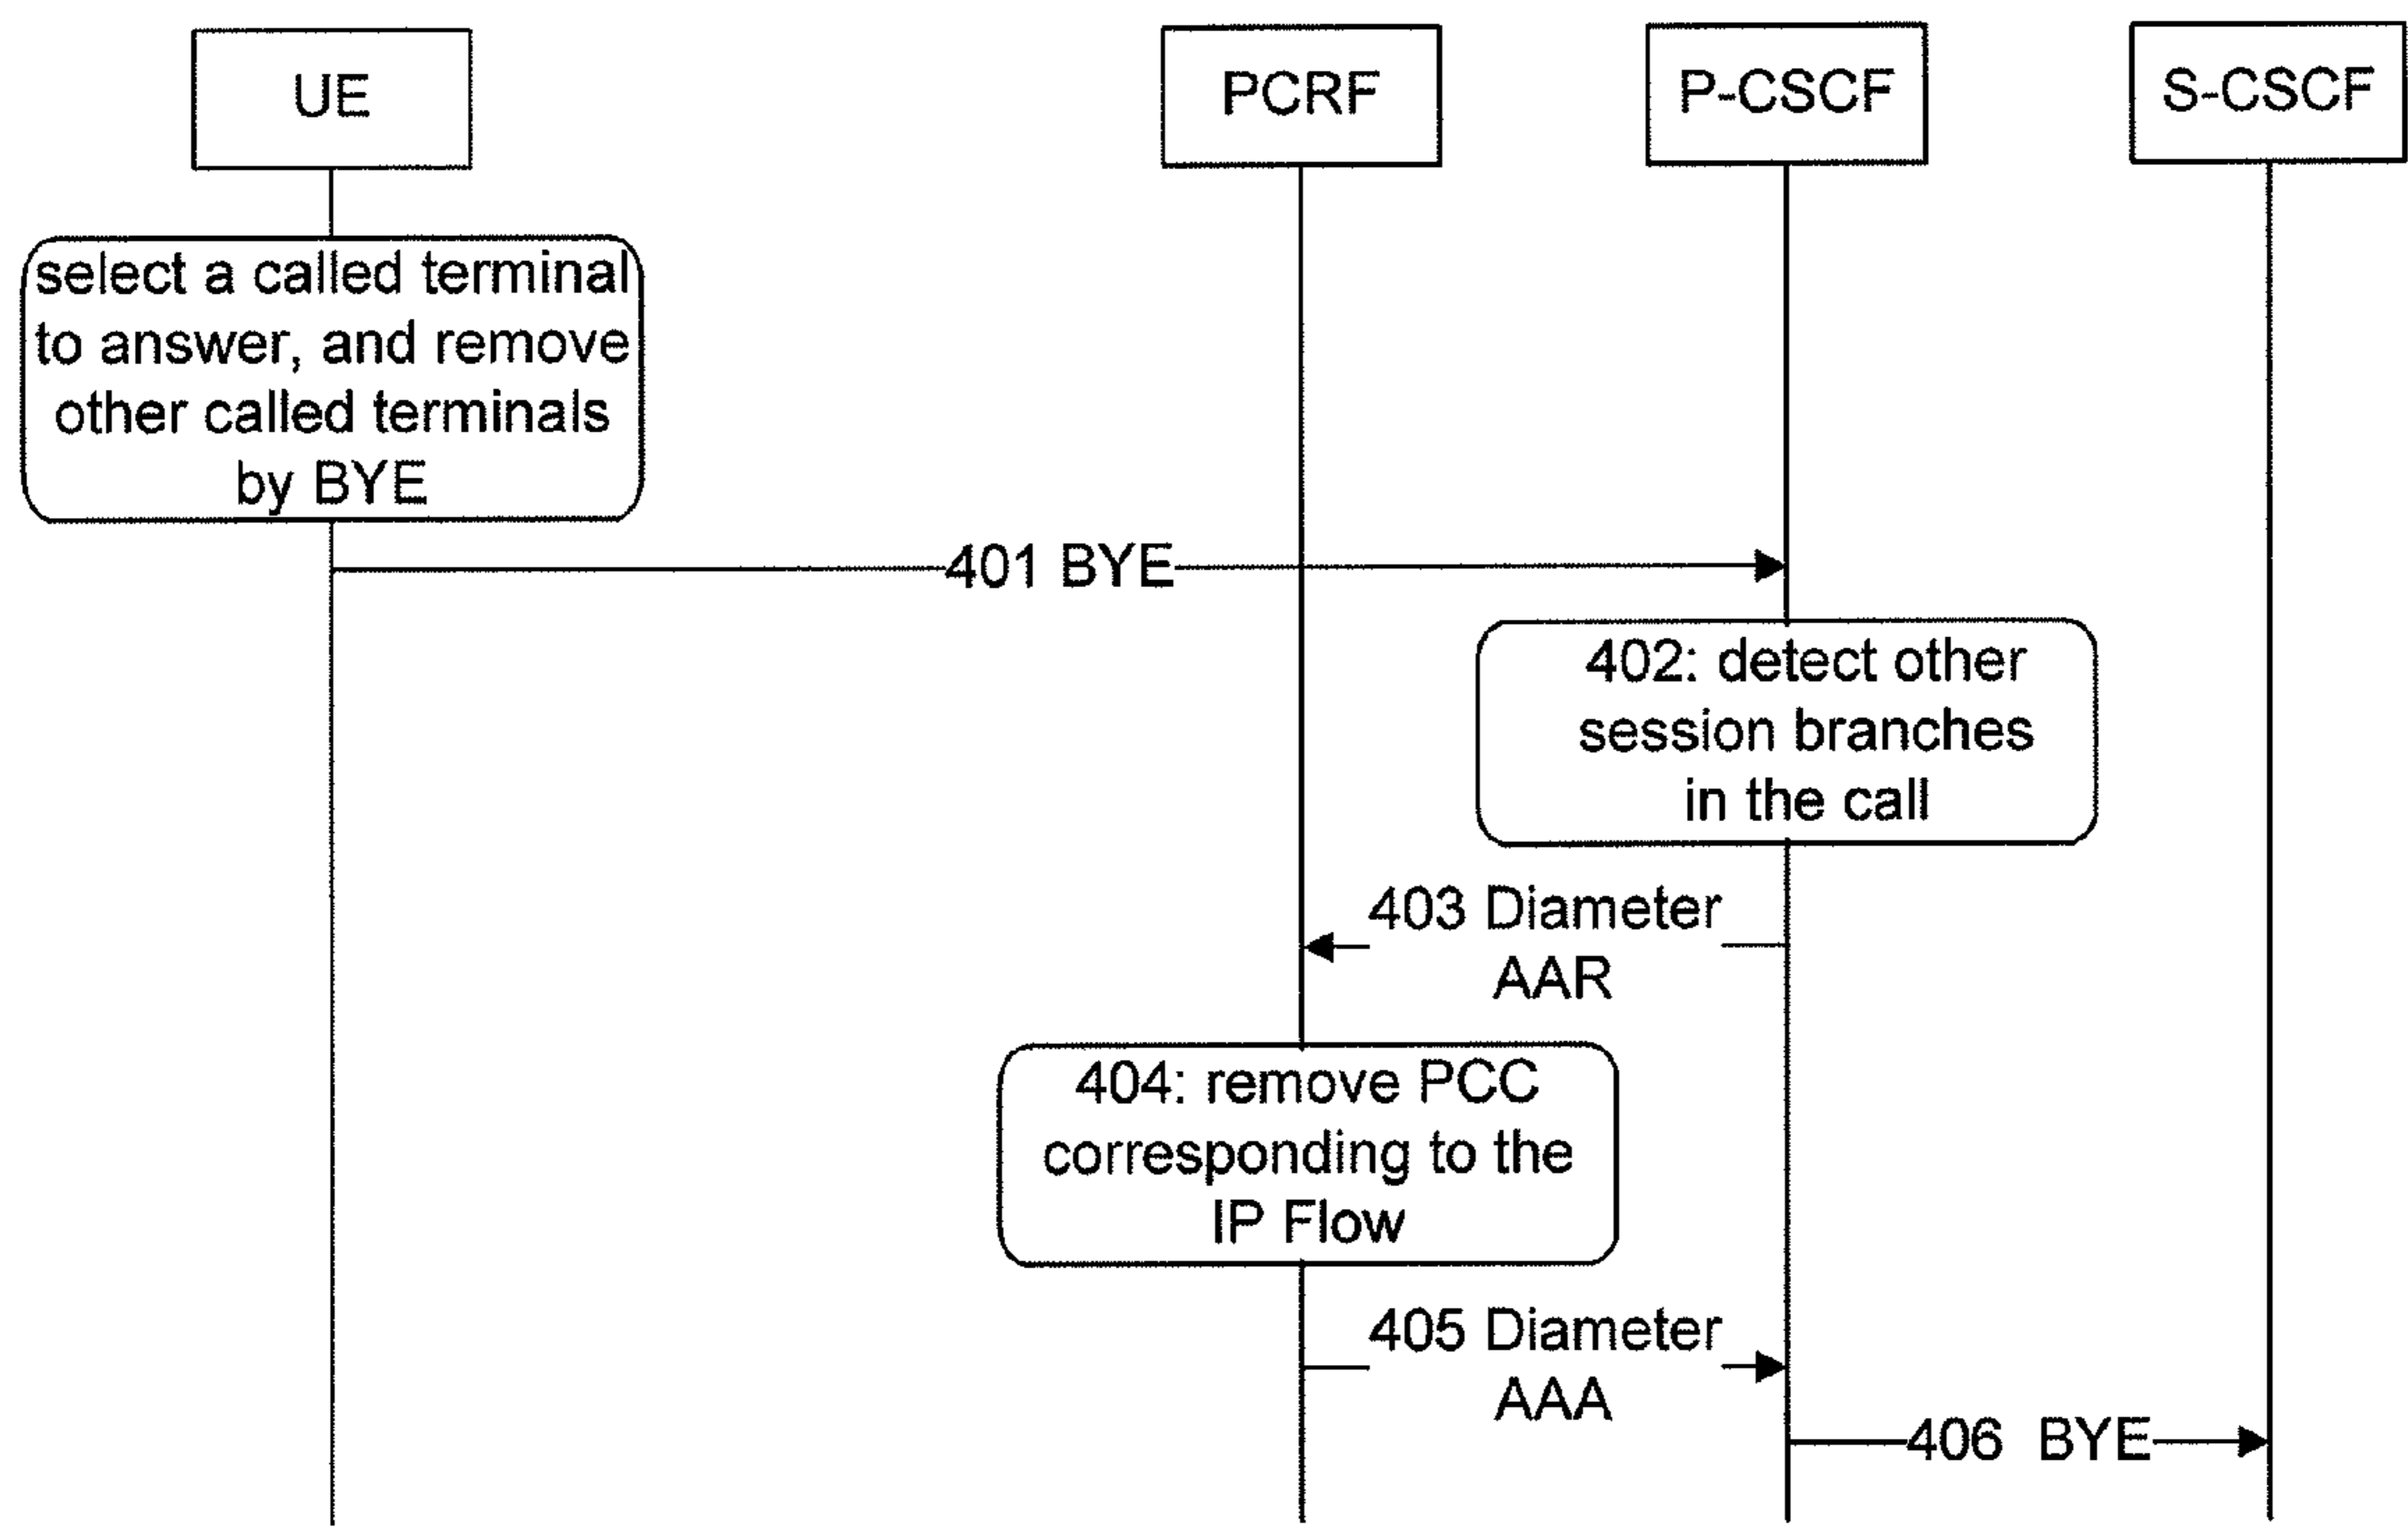 UE
PCRF
P-CSCF
S-CSCF
select a called terminal
to answer, and remove
other called terminals
by BYE
401 BYE
402: detect other
session branches
in the call
403 Diameter
AAR
404: remove PCC
corresponding to the
IP Flow
405 Diameter
AAA
406 BYE